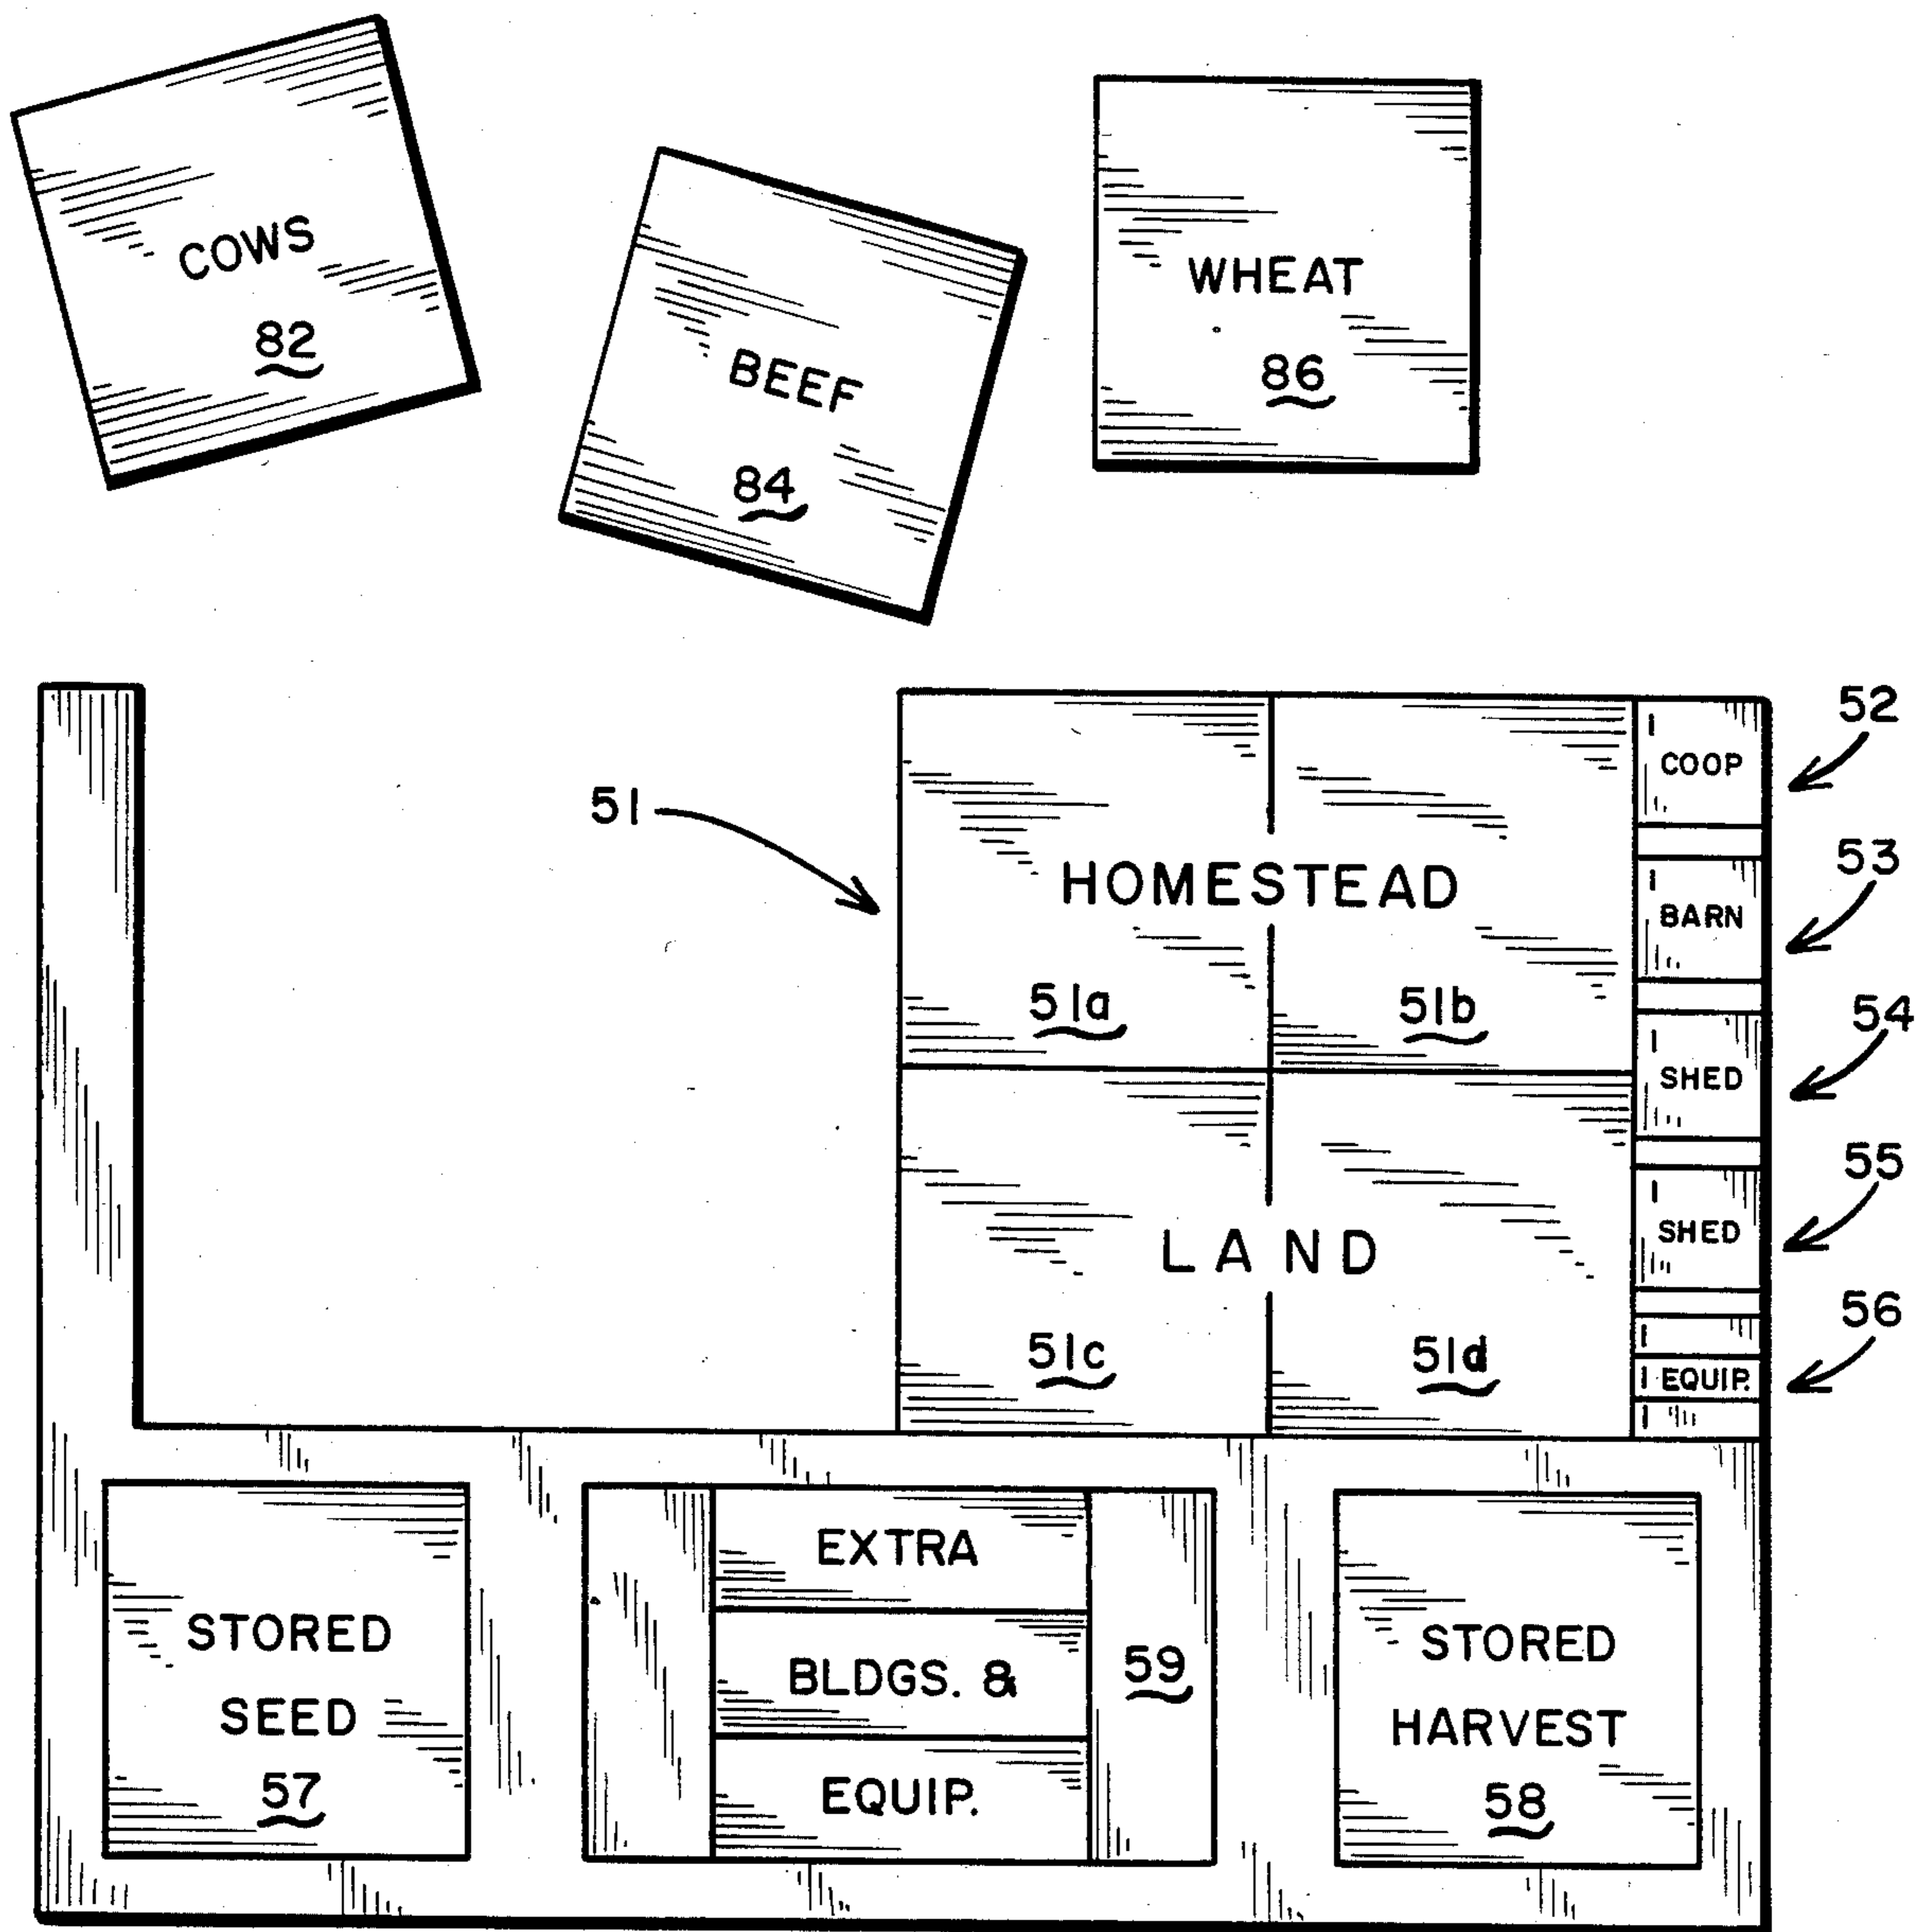 COWS
82
BEEF
84
WHEAT
86
51
HOMESTEAD
51a
51b
LAND
51c
51d
COOP
52
BARN
53
SHED
54
SHED
55
EQUIP.
56
STORED
SEED
57
EXTRA
BLDGS. &
EQUIP.
59
STORED
HARVEST
58